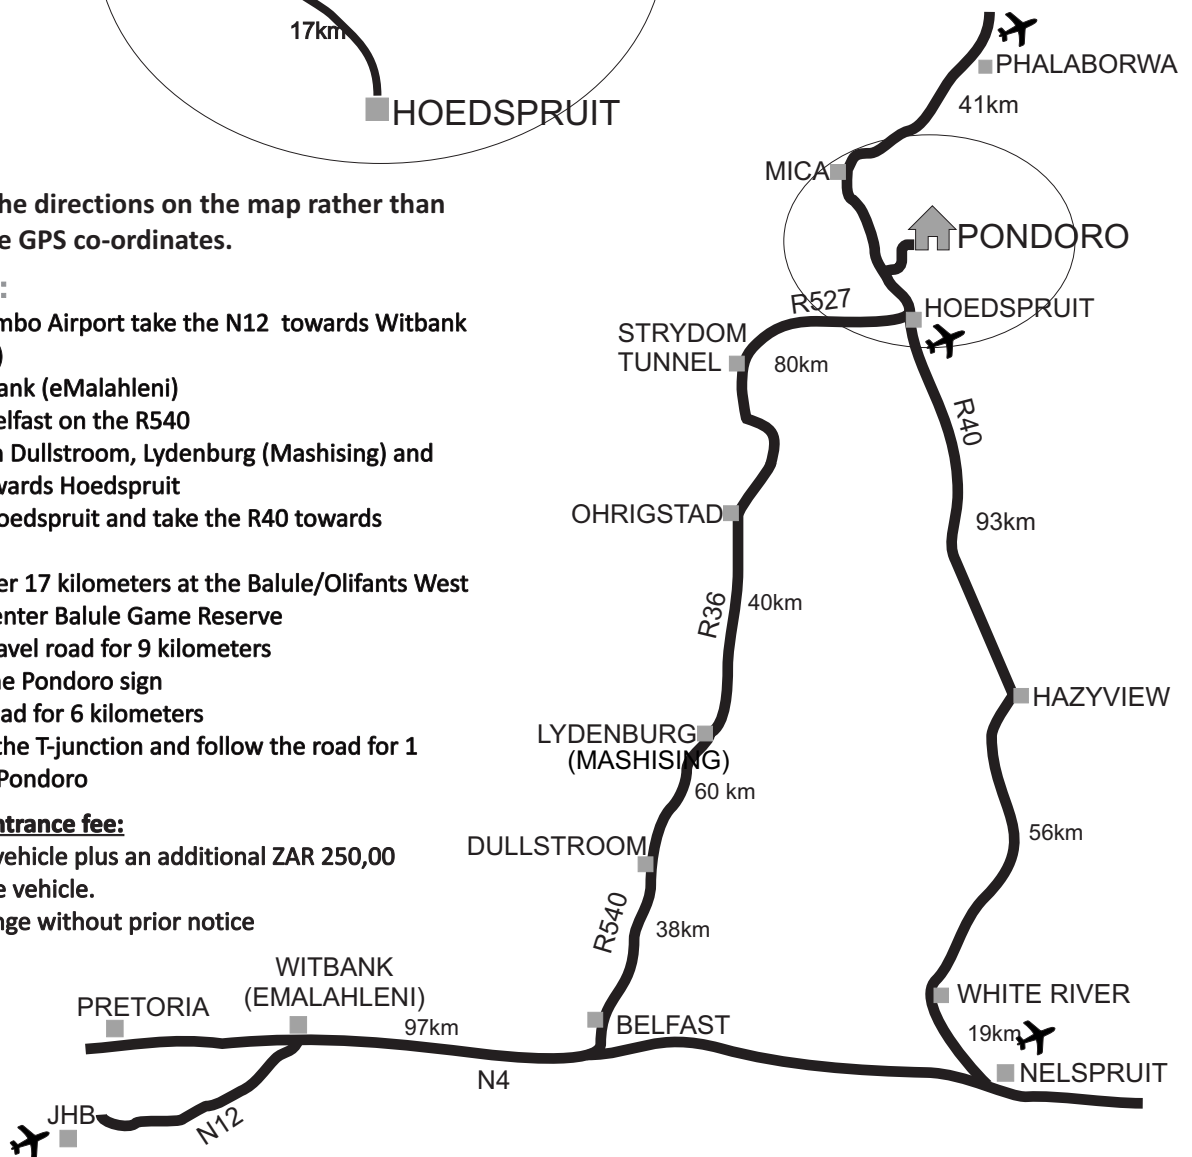 17km
HOEDSPRUIT
he directions on the map rather than
e GPS co-ordinates.
:
mbo Airport take the N12 towards Witbank
)
ank (eMalahleni)
elfast on the R540
n Dullstroom, Lydenburg (Mashising) and
wards Hoedspruit
oedspruit and take the R40 towards
er 17 kilometers at the Balule/Olifants West
enter Balule Game Reserve
avel road for 9 kilometers
he Pondoro sign
ad for 6 kilometers
the T-junction and follow the road for 1
Pondoro
ntrance fee:
vehicle plus an additional ZAR 250,00
e vehicle.
nge without prior notice
PHALABORWA
41km
MICA
PONDORO
R527
HOEDSPRUIT
STRYDOM
TUNNEL
80km
R40
OHRIGSTAD
93km
R36
40km
HAZYVIEW
LYDENBURG
(MASHISING)
60 km
56km
DULLSTROOM
R540
38km
WITBANK
(EMALAHLENI)
PRETORIA
97km
BELFAST
WHITE RIVER
19km
NELSPRUIT
N4
JHB
N12